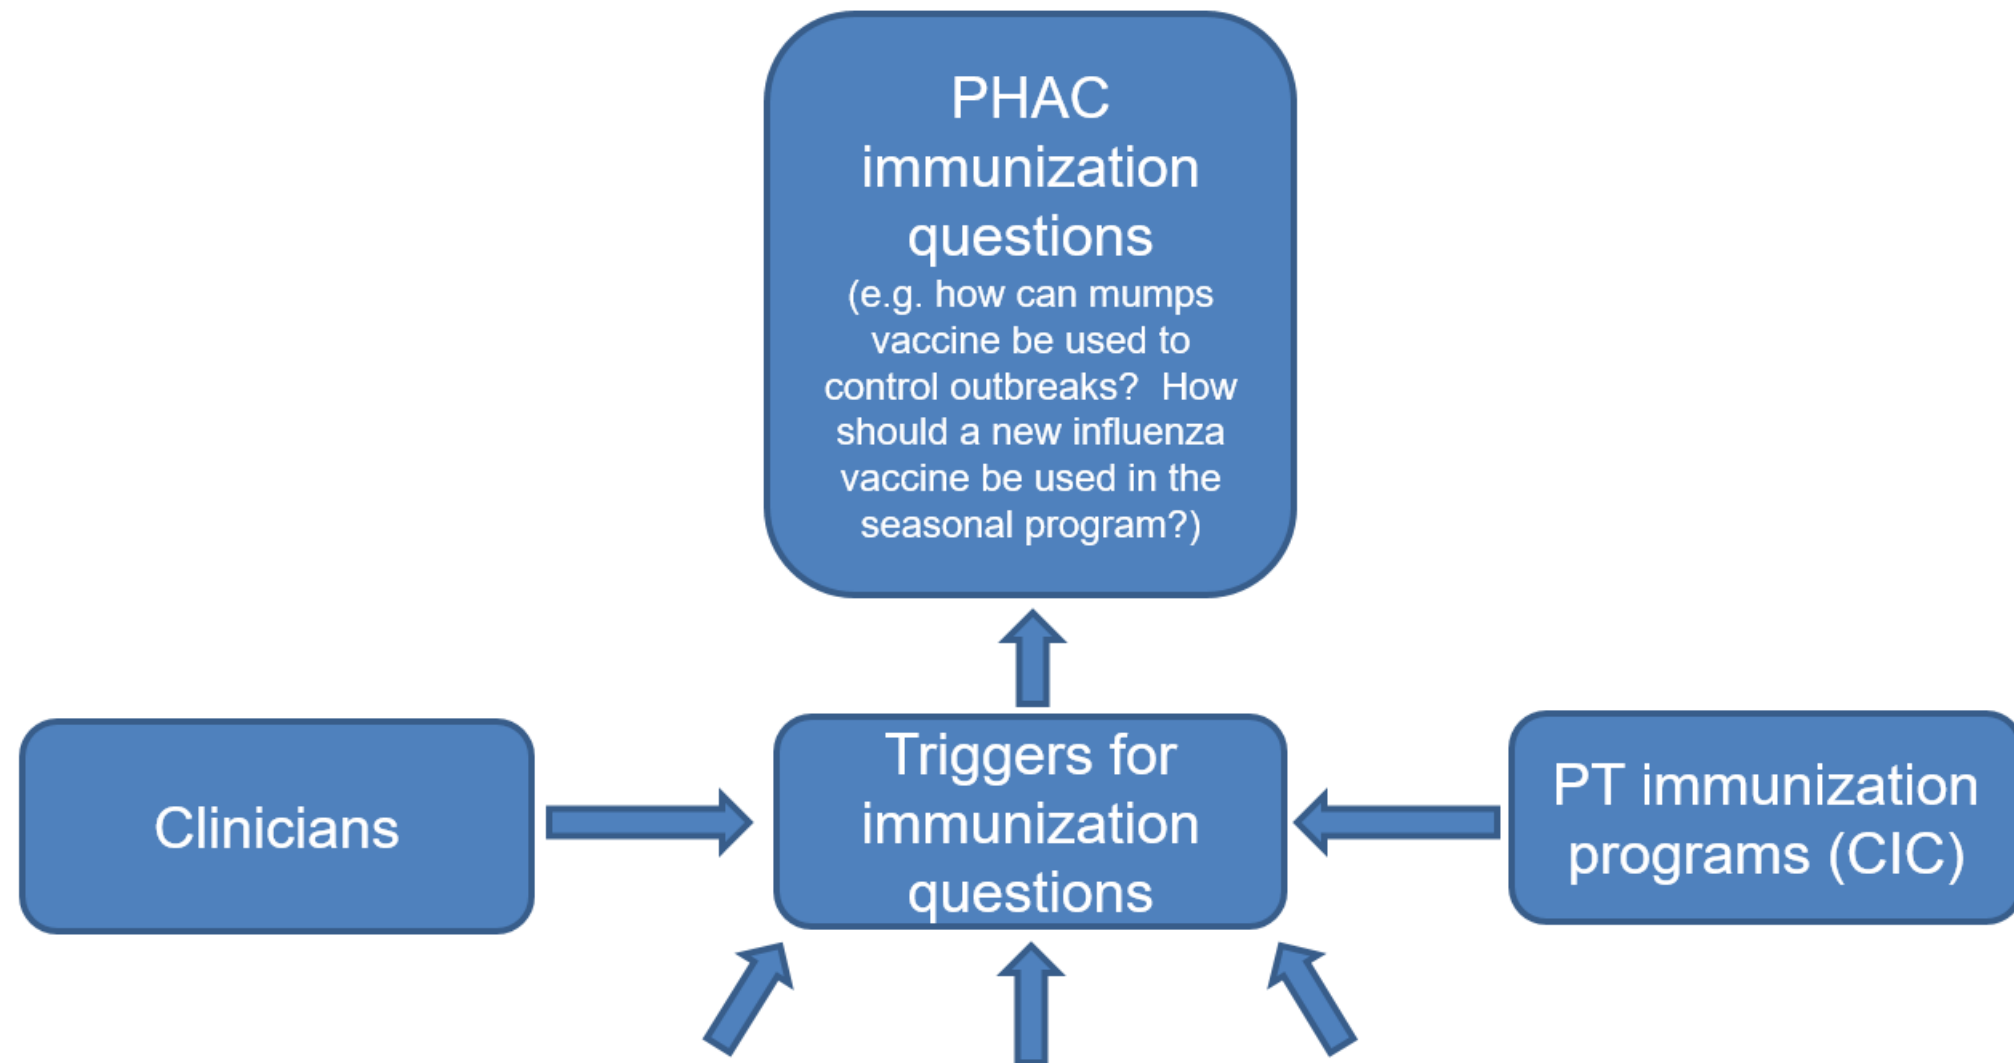 PHAC
immunization
questions
(e.g. how can mumps
vaccine be used to
control outbreaks?  How
should a new influenza
vaccine be used in the
seasonal program?)
Clinicians
Triggers for
immunization
questions
PT immunization
programs (CIC)